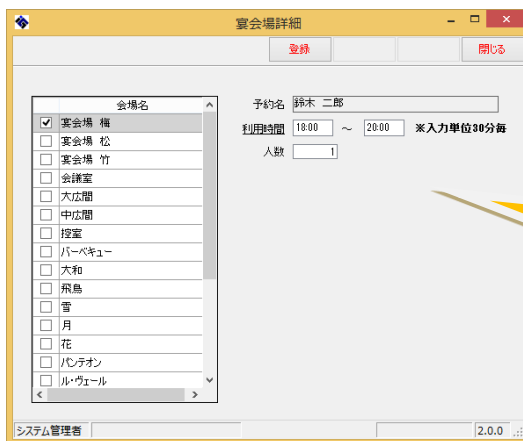 宴会場詳細
登録
閉じる
会場名
宴会場 梅
宴会場 松
宴会場 竹
会議室
大広間
中広間
控室
バーベキュー
大和
飛鳥
雪
月
花
パンテオン
ル・ヴェール
予約名 鈴木 二郎
利用時間 18:00 ～ 20:00 ※入力単位30分毎
人数 1
システム管理者
2.0.0